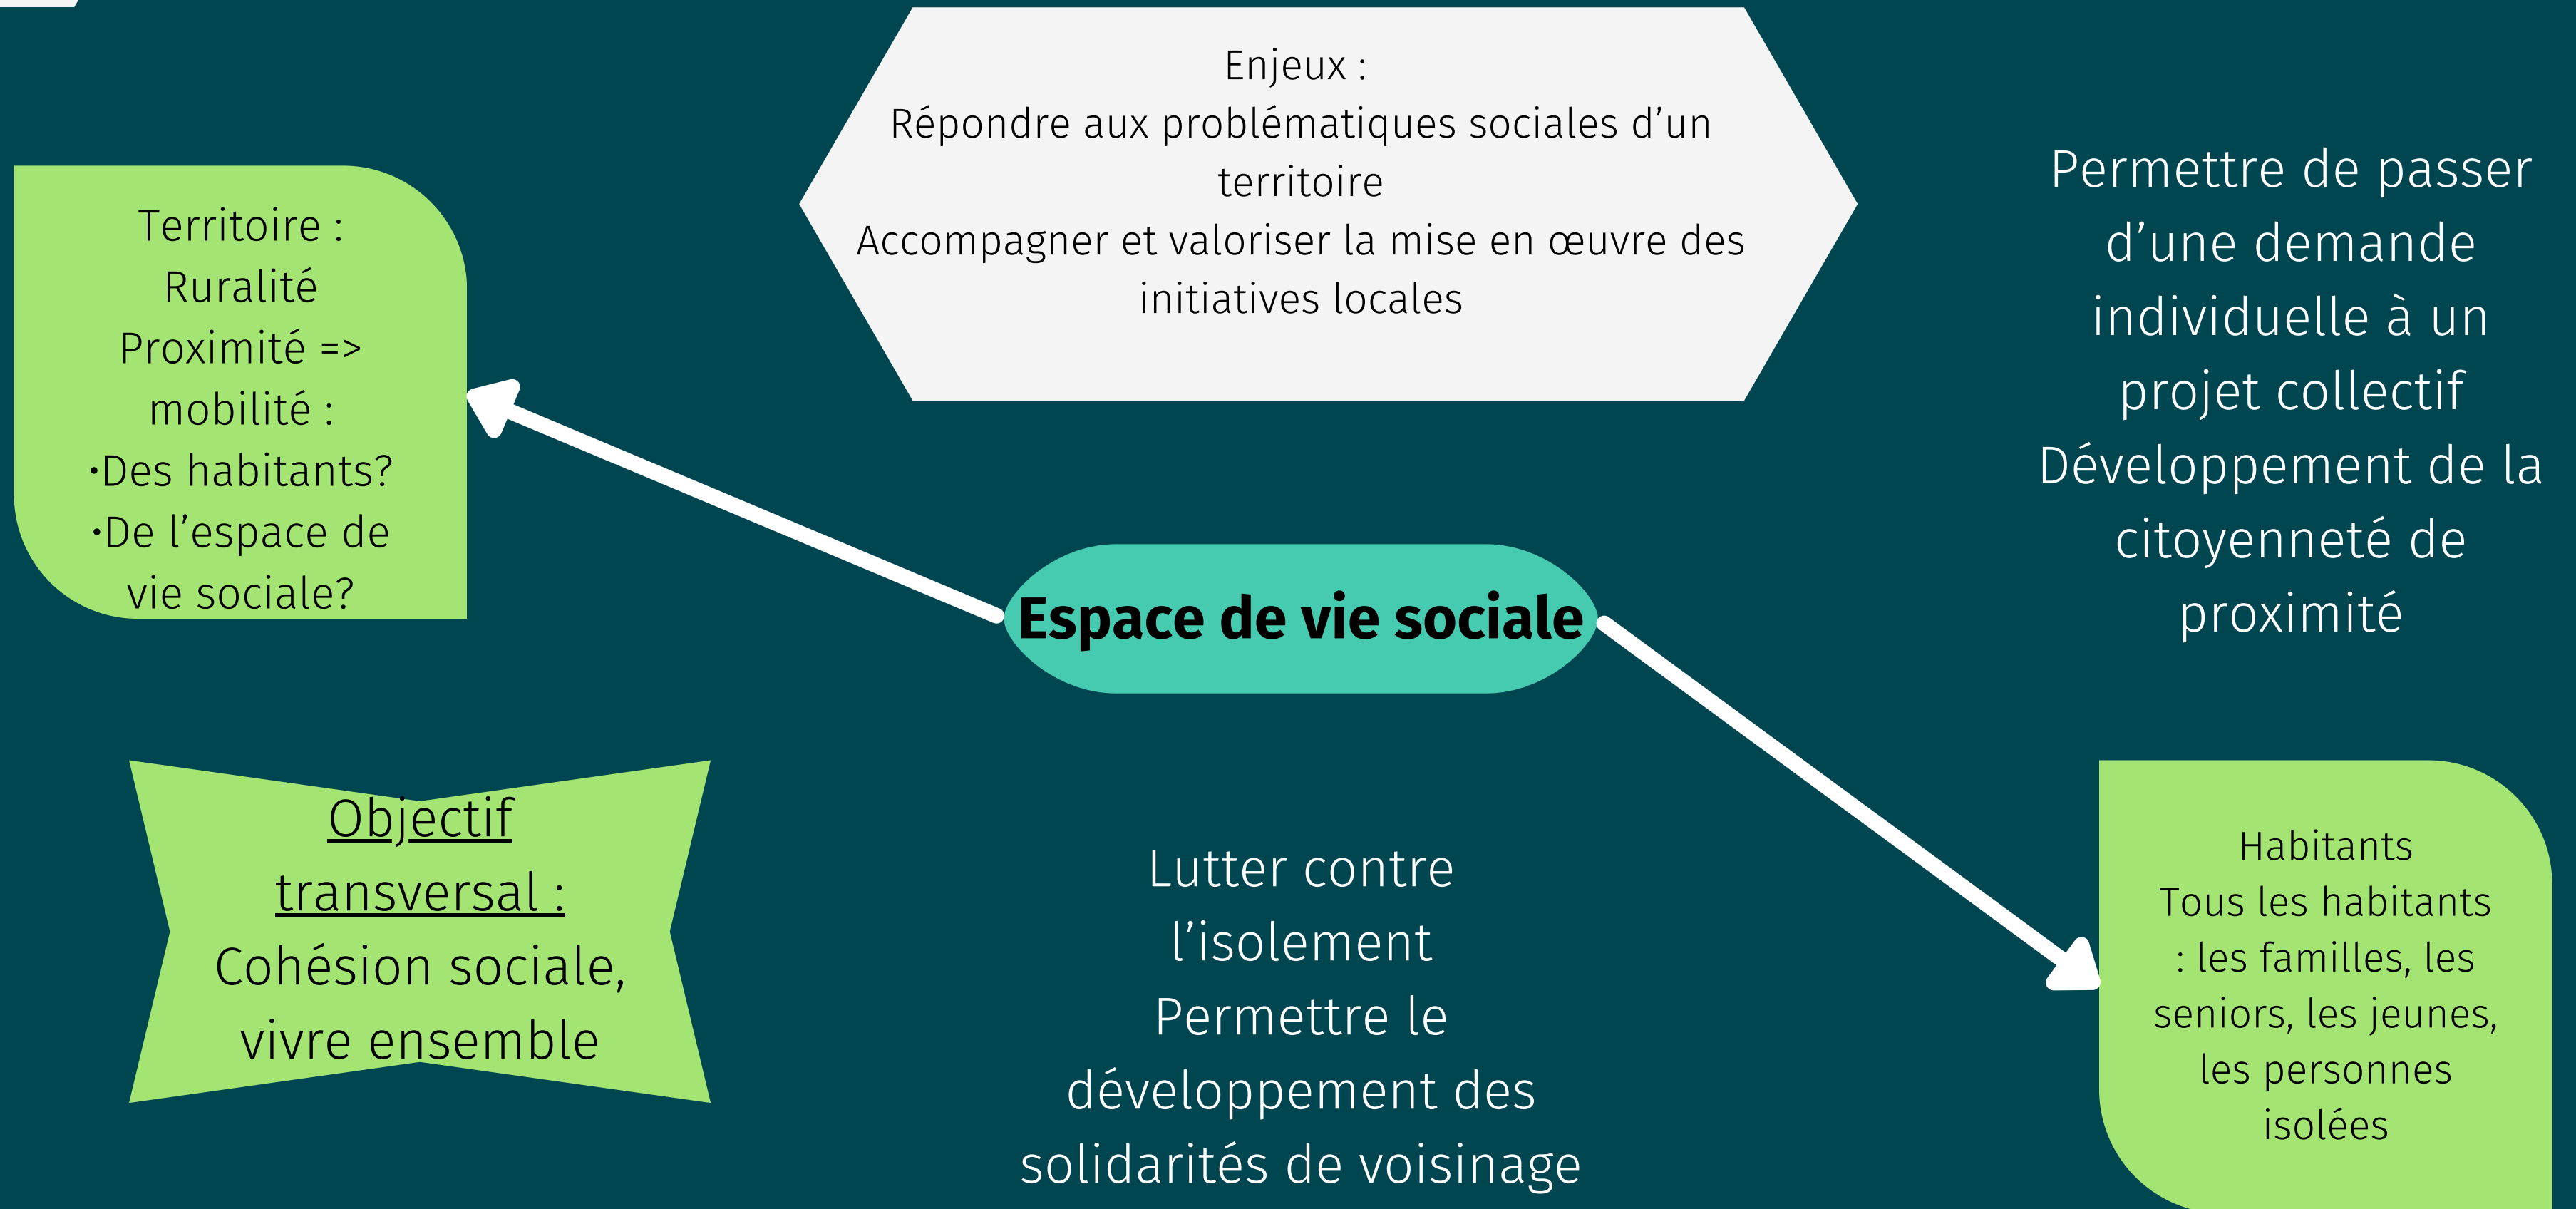 Enjeux :
Répondre aux problématiques sociales d’un
territoire
Accompagner et valoriser la mise en œuvre des
initiatives locales
Territoire :
Ruralité
Proximité =>
mobilité :
•Des habitants?
•De l’espace de
vie sociale?
Permettre de passer
d’une demande
individuelle à un
projet collectif
Développement de la
citoyenneté de
proximité
Espace de vie sociale
Objectif
transversal :
Cohésion sociale,
vivre ensemble
Lutter contre
l’isolement
Permettre le
développement des
solidarités de voisinage
Habitants
Tous les habitants
: les familles, les
seniors, les jeunes,
les personnes
isolées